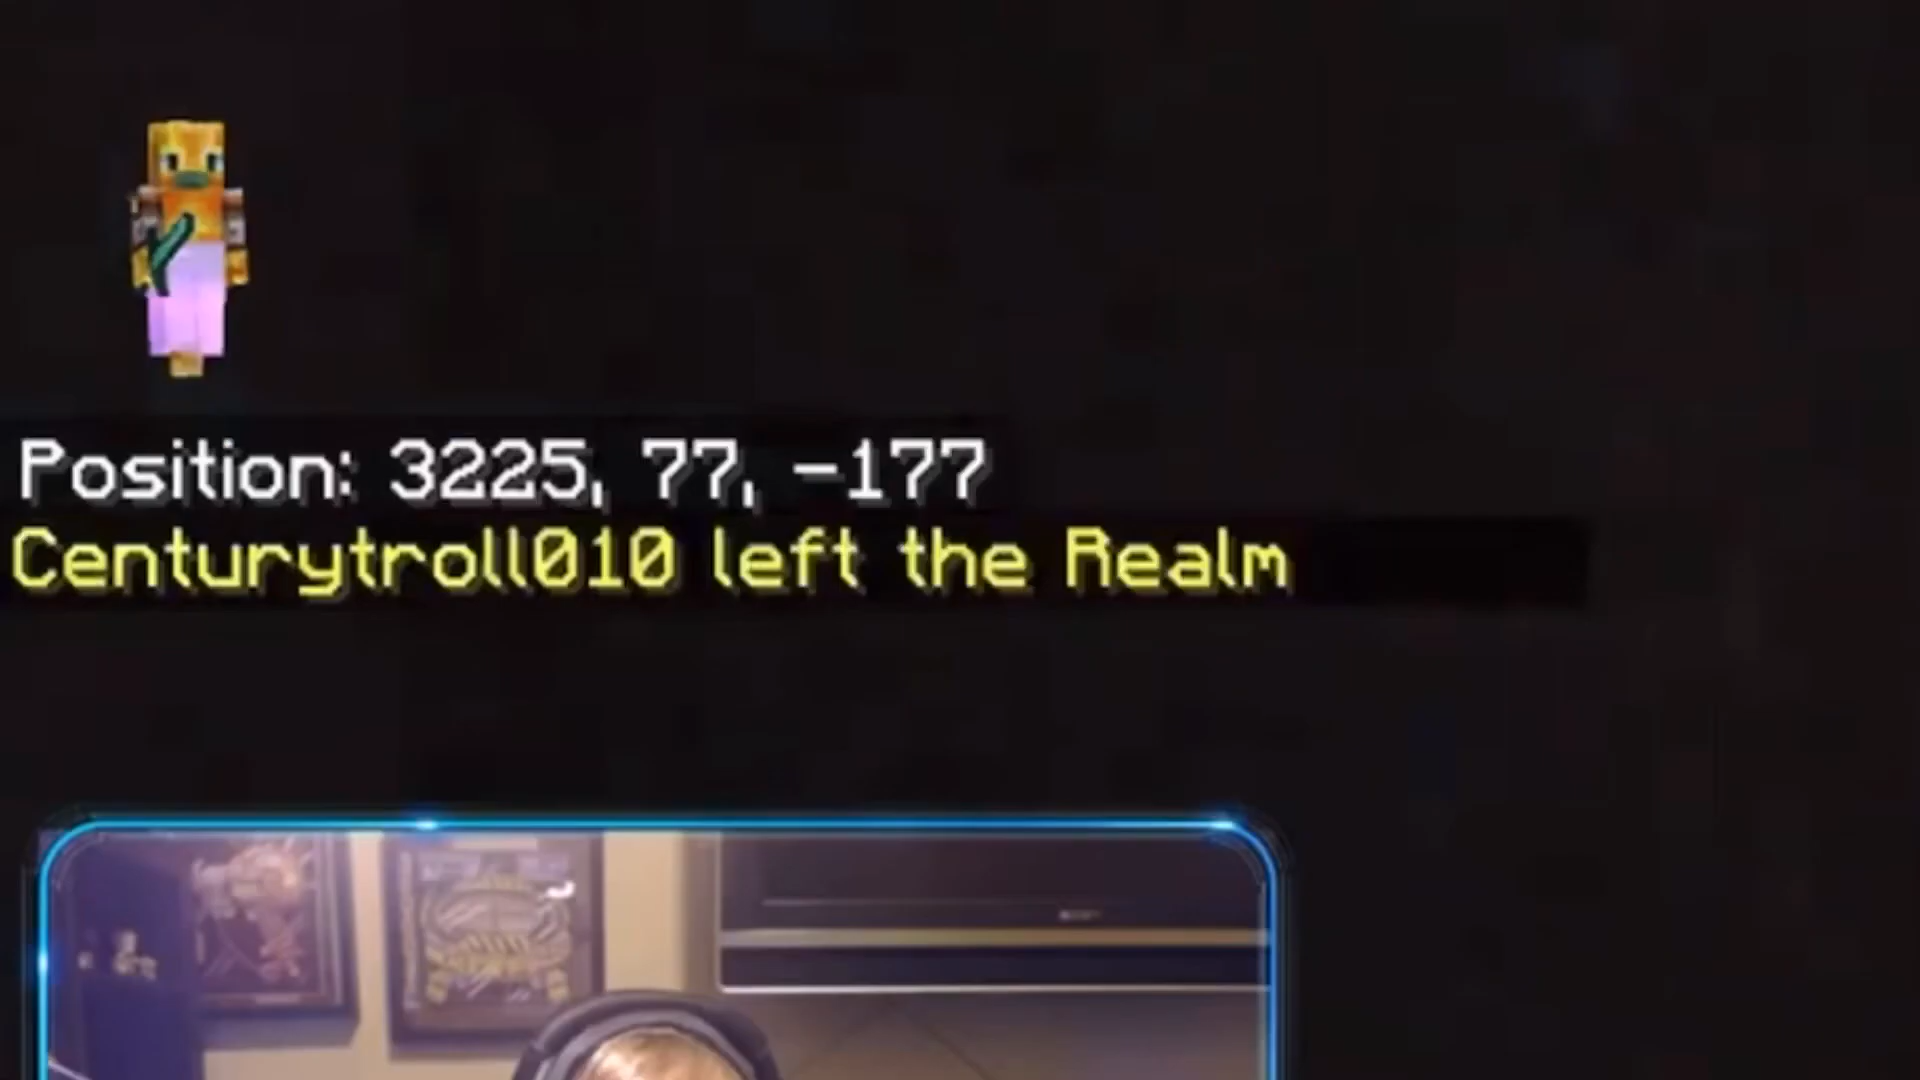 Position: 3225, 77, -177
Centurytroll010 left the Realm